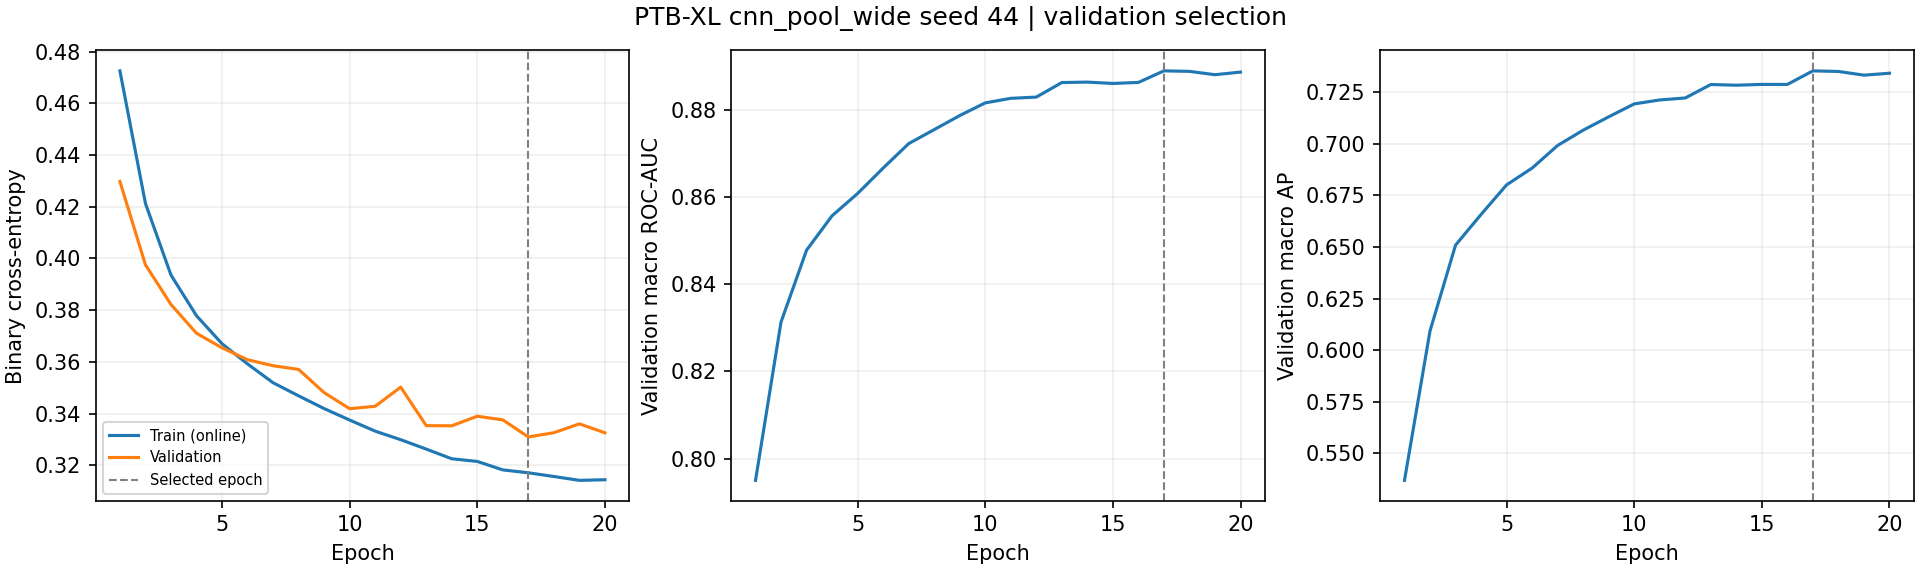 PTB-XL cnn_pool_wide seed 44 | validation selection
Binary cross-entropy
0.48
0.46
0.44
0.42
0.40
0.38
0.36
0.34
0.32
Train (online)
Validation
Selected epoch
5 10 15 20
Epoch
Validation macro ROC-AUC
0.88
0.86
0.84
0.82
0.80
5 10 15 20
Epoch
Validation macro AP
0.725
0.700
0.675
0.650
0.625
0.600
0.575
0.550
5 10 15 20
Epoch